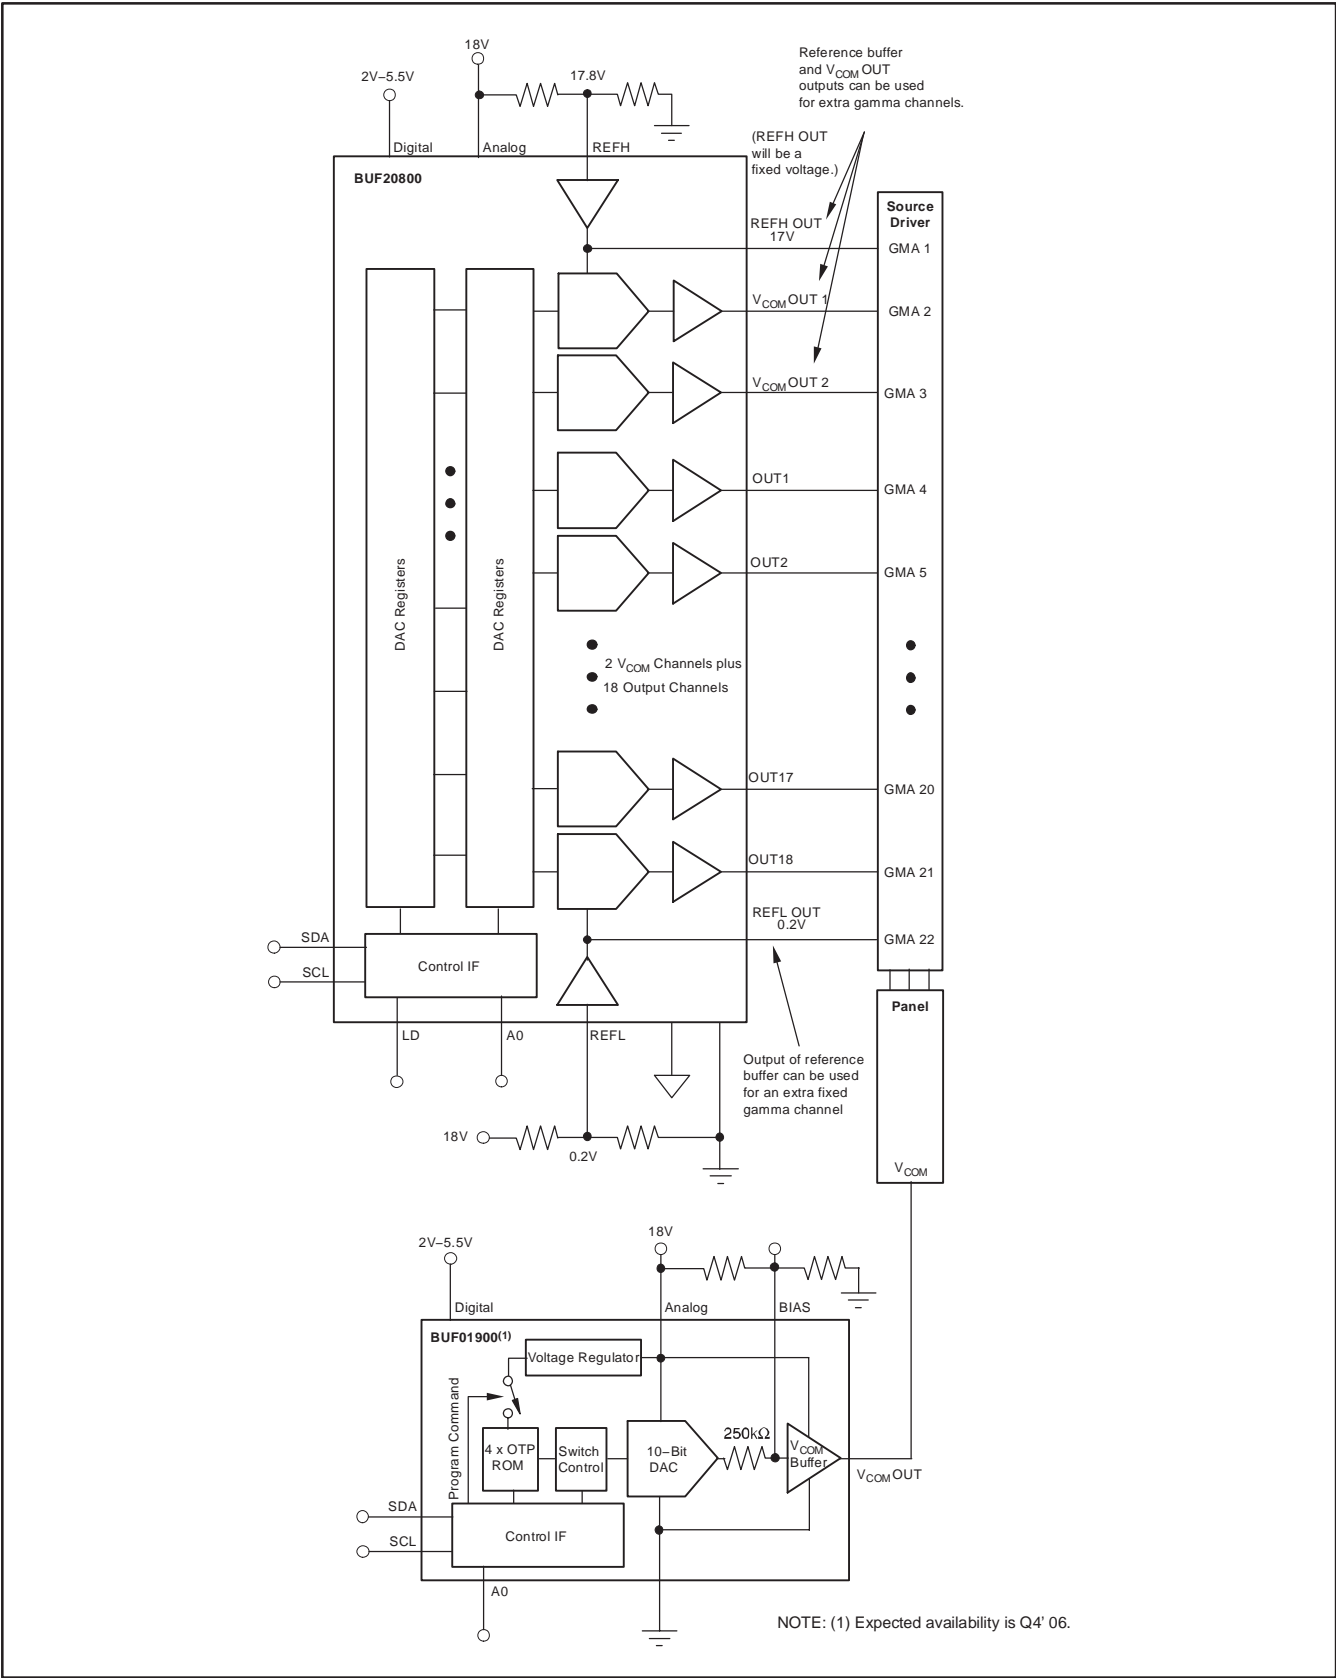 18V
2V–5.5V
17.8V
Reference buffer
and VCOM OUT
outputs can be used
for extra gamma channels.
Digital
Analog
REFH
(REFH OUT
will be a
fixed voltage.)
BUF20800
Source
Driver
REFH OUT
17V
GMA 1
VCOM OUT 1
GMA 2
VCOM OUT 2
GMA 3
OUT1
GMA 4
OUT2
GMA 5
DAC Registers
DAC Registers
2 VCOM Channels plus
18 Output Channels
OUT17
GMA 20
OUT18
GMA 21
REFL OUT
0.2V
GMA 22
SDA
SCL
Control IF
Panel
LD
A0
REFL
Output of reference
buffer can be used
for an extra fixed
gamma channel
18V
0.2V
VCOM
18V
2V–5.5V
Digital
Analog
BIAS
BUF01900(1)
Voltage Regulator
Program Command
4 x OTP
ROM
Switch
Control
10–Bit
DAC
250kΩ
VCOM
Buffer
VCOM OUT
SDA
SCL
Control IF
A0
NOTE: (1) Expected availability is Q4' 06.